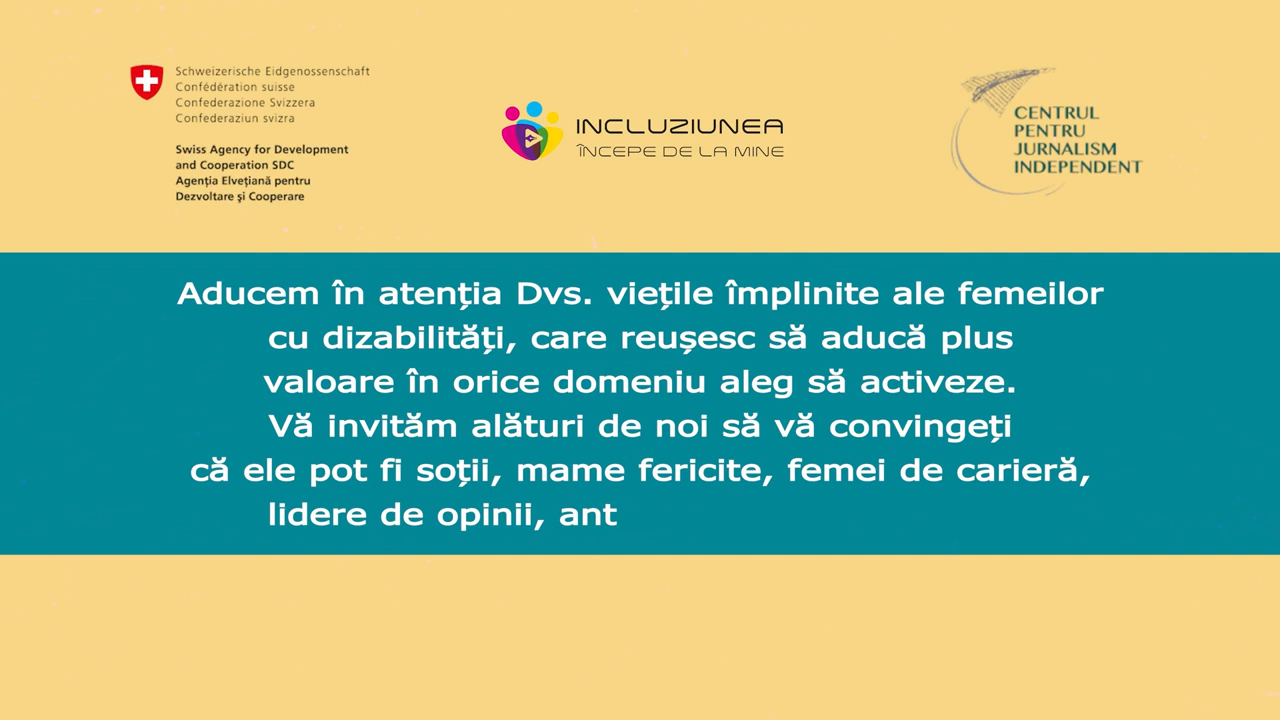 Schweizerische Eidgenossenschaft
Confédération suisse
Confederazione Svizzera
Confederaziun svizra
Swiss Agency for Development
and Cooperation SDC
Agenția Elvețiană pentru
Dezvoltare și Cooperare
INCLUZIUNEA
ÎNCEPE DE LA MINE
CENTRUL
PENTRU
JURNALISM
INDEPENDENT
Aducem în atenția Dvs. viețile împlinite ale femeilor
cu dizabilități, care reușesc să aducă plus
valoare în orice domeniu aleg să activeze.
Vă invităm alături de noi să vă convingeți
că ele pot fi soții, mame fericite, femei de carieră,
lidere de opinii, ant